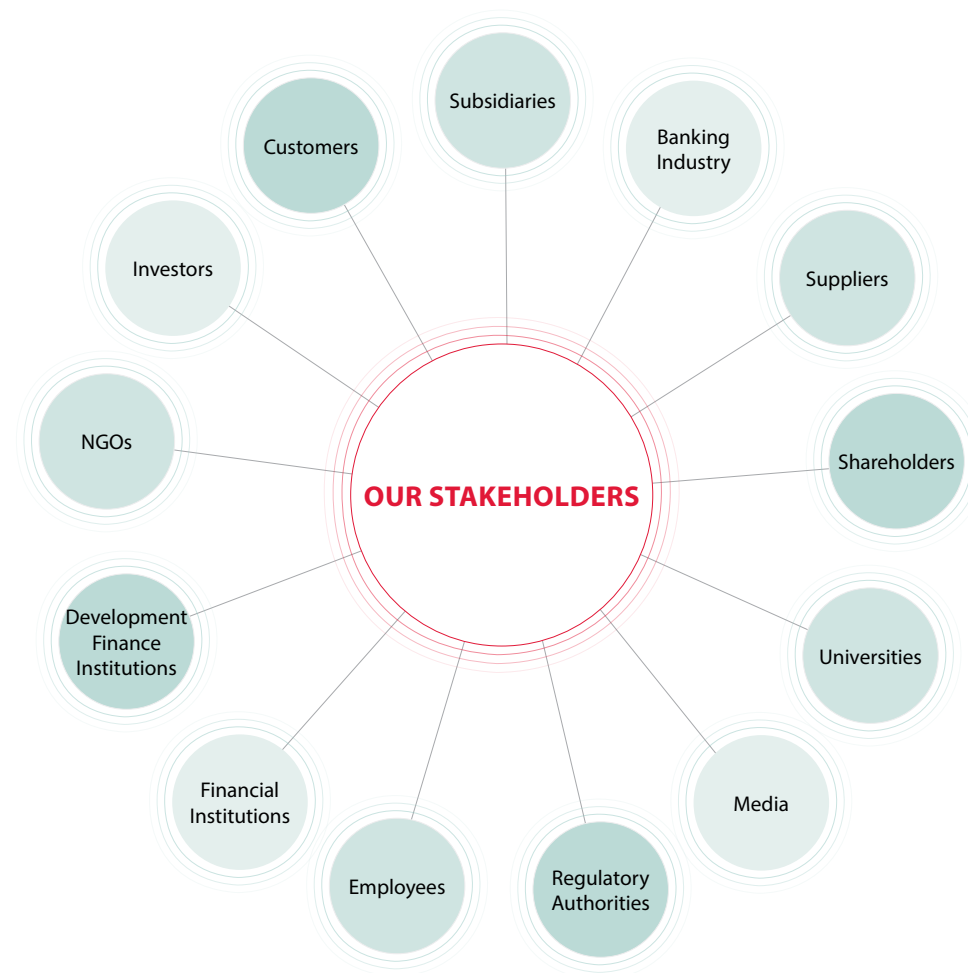 Subsidiaries
Banking
Industry
Customers
Suppliers
Investors
Shareholders
NGOs
OUR STAKEHOLDERS
Development
Finance
Institutions
Universities
Financial
Institutions
Media
Employees
Regulatory
Authorities